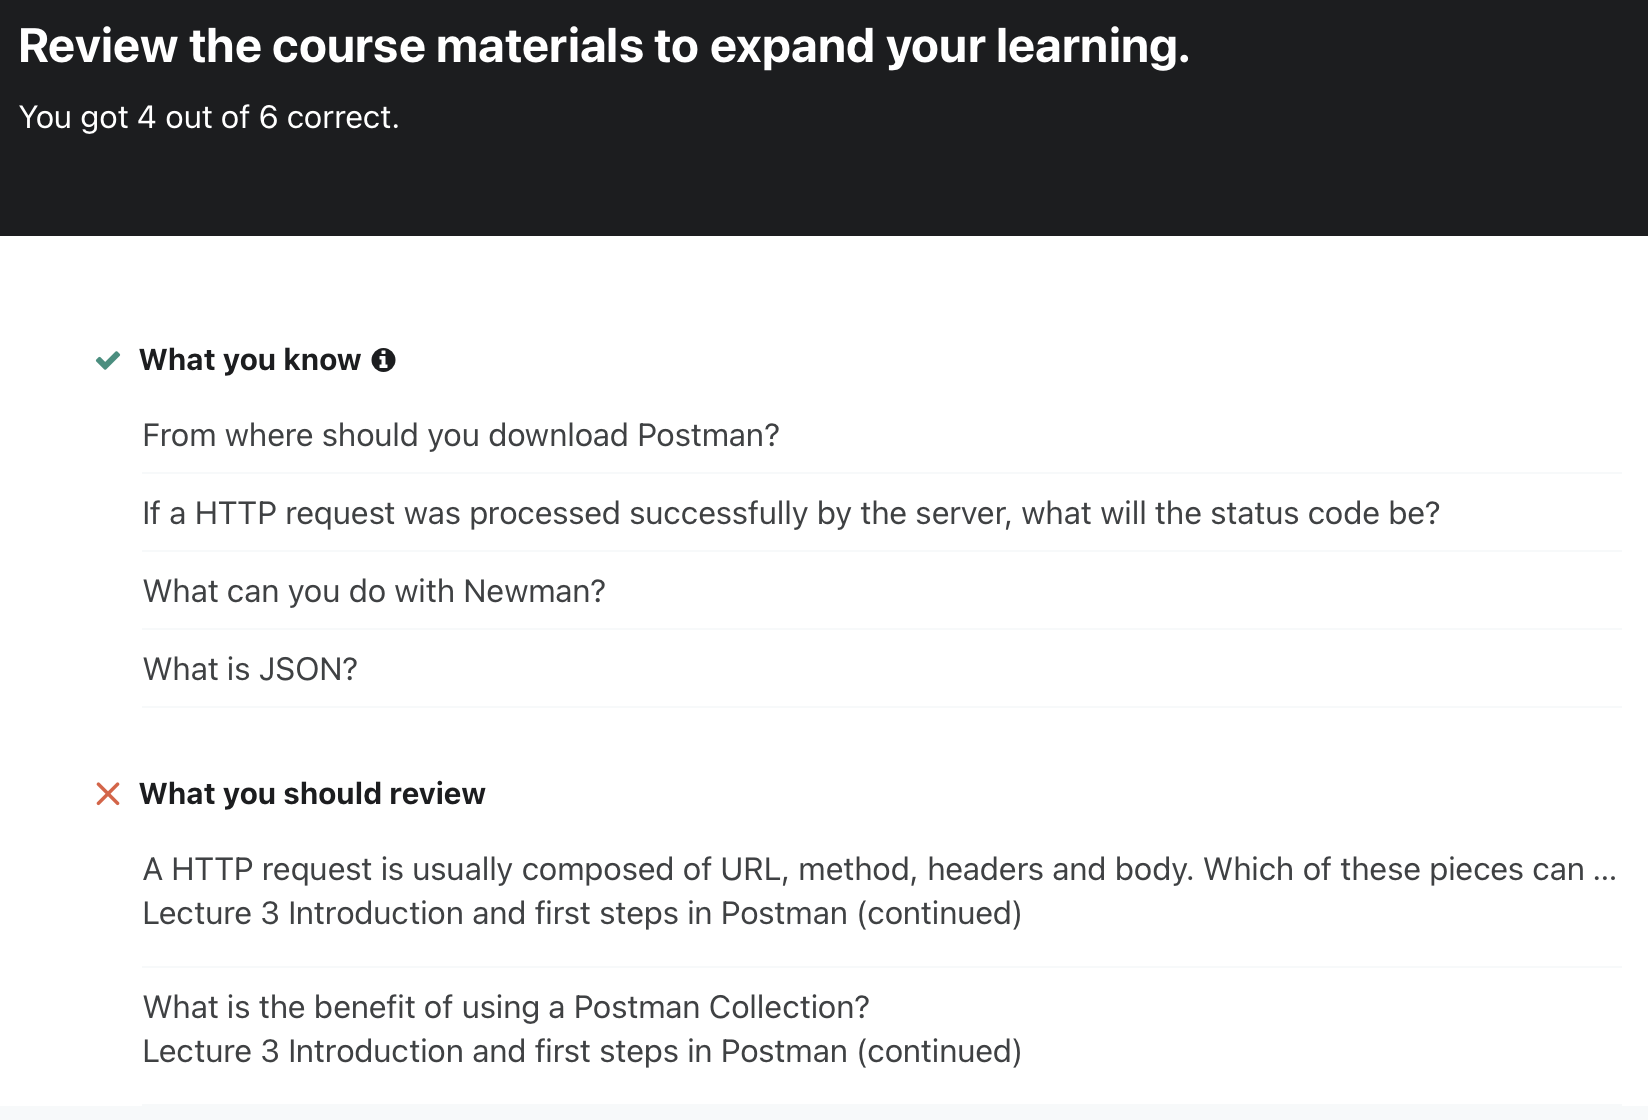 Review the course materials to expand your learning.
You got 4 out of 6 correct.
What you know
From where should you download Postman?
If a HTTP request was processed successfully by the server, what will the status code be?
What can you do with Newman?
What is JSON?
What you should review
A HTTP request is usually composed of URL, method, headers and body. Which of these pieces can ...
Lecture 3 Introduction and first steps in Postman (continued)
What is the benefit of using a Postman Collection?
Lecture 3 Introduction and first steps in Postman (continued)